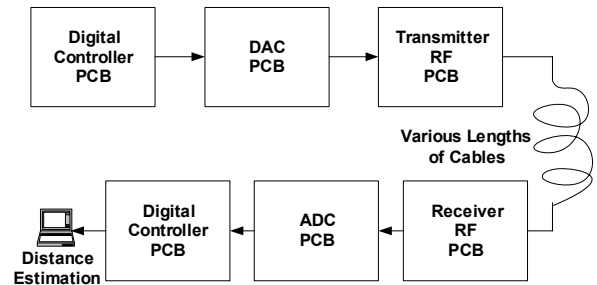 Digital
Controller
PCB
DAC
PCB
Transmitter
RF
PCB
Various Lengths
of Cables
Receiver
RF
PCB
ADC
PCB
Digital
Controller
PCB
Distance
Estimation